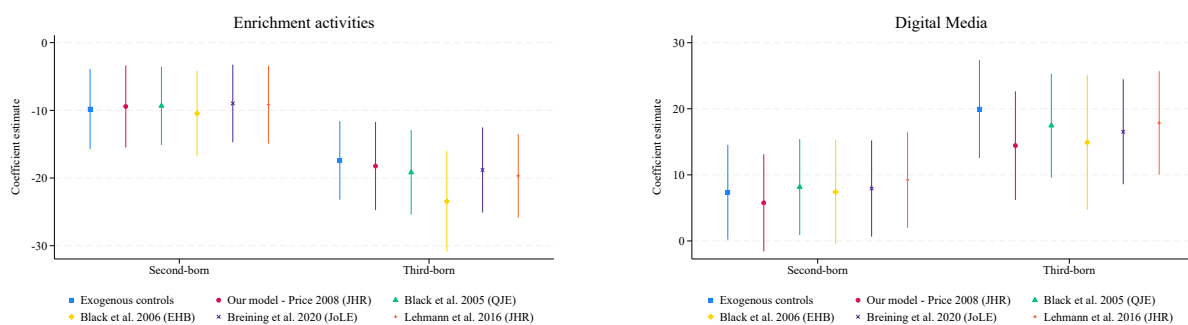 Enrichment activities
Coefficient estimate
0
-10
-20
-30
Second-born
Third-born
Exogenous controls
Our model - Price 2008 (JHR)
Black et al. 2005 (QJE)
Black et al. 2006 (EHB)
Breining et al. 2020 (JoLE)
Lehmann et al. 2016 (JHR)
Digital Media
Coefficient estimate
30
20
10
0
Second-born
Third-born
Exogenous controls
Our model - Price 2008 (JHR)
Black et al. 2005 (QJE)
Black et al. 2006 (EHB)
Breining et al. 2020 (JoLE)
Lehmann et al. 2016 (JHR)